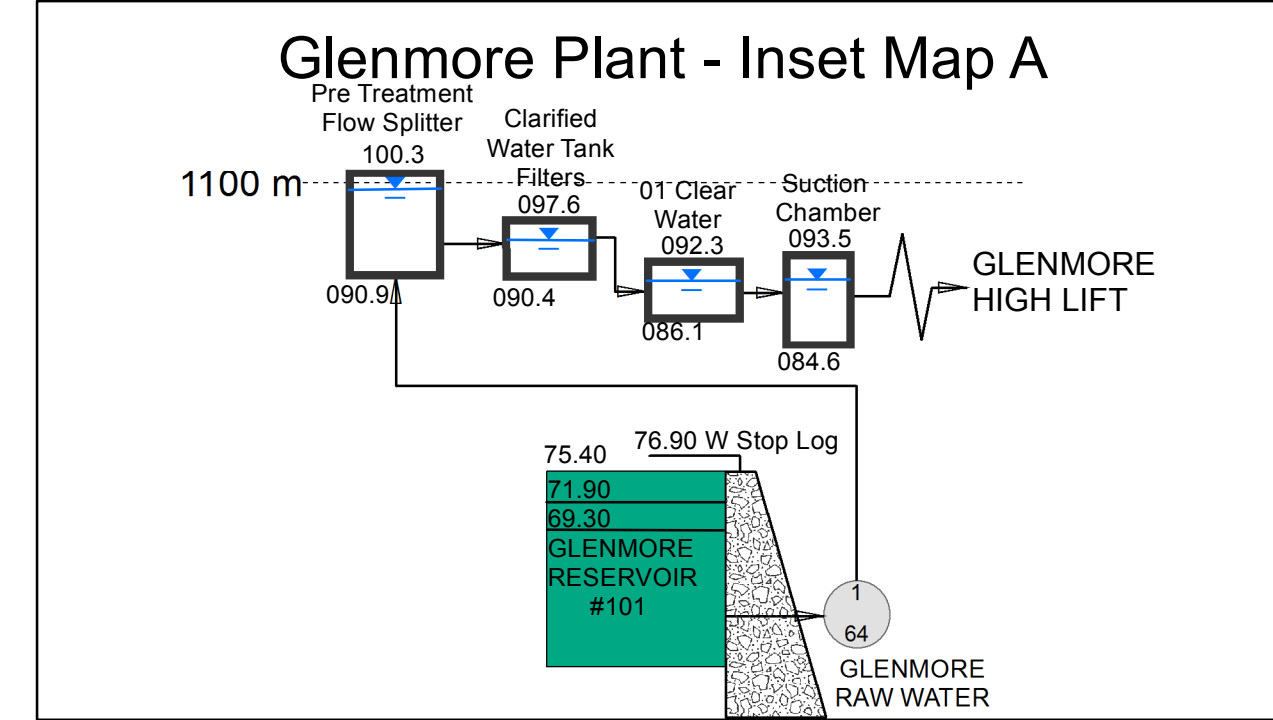 Glenmore Plant - Inset Map A
Pre Treatment
Flow Splitter
100.3
Clarified
Water Tank
Filters
097.6
01 Clear
Water
092.3
Suction
Chamber
093.5
1100 m
090.9
090.4
086.1
084.6
GLENMORE
HIGH LIFT
75.40
76.90 W Stop Log
71.90
69.30
GLENMORE
RESERVOIR
#101
1
64
GLENMORE
RAW WATER